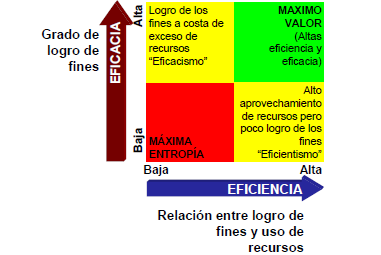 Grado de
logro de
fines
EFICACIA
Alta
Baja
Logro de los
fines a costa de
exceso de
recursos
“Eficacismo”
MAXIMO
VALOR
(Altas
eficiencia y
eficacia)
MÁXIMA
ENTROPÍA
Alto
aprovechamiento
de recursos pero
poco logro de los
fines
“Eficientismo”
Baja
Alta
EFICIENCIA
Relación entre logro de
fines y uso de
recursos